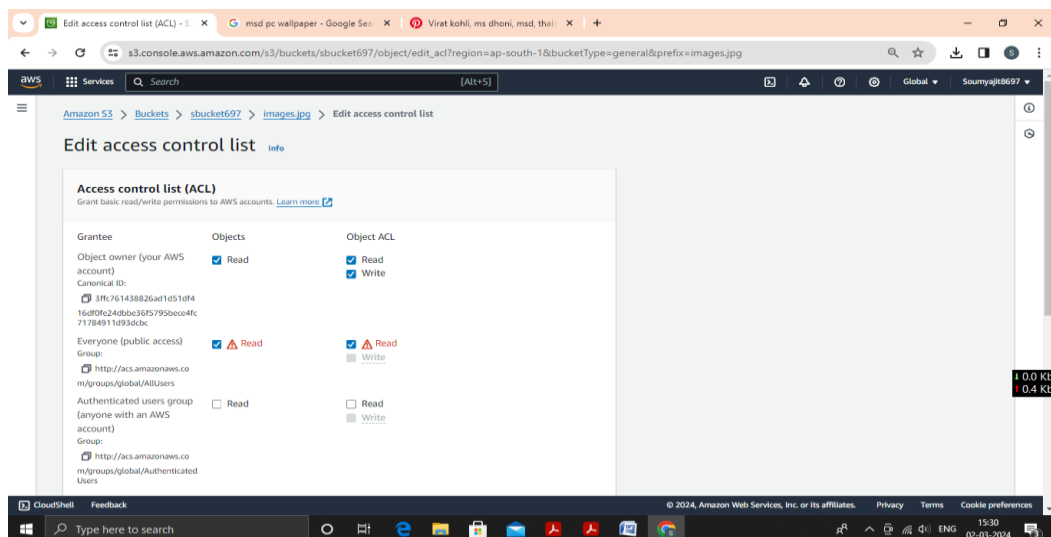 Edit access control list (ACL) - S
msd pc wallpaper - Google Sea
Virat kohli, ms dhoni, msd, thala
s3.console.aws.amazon.com/s3/buckets/sbucket697/object/edit_acl?region=ap-south-1&bucketType=general&prefix=images.jpg
S
aws
Services
Search
[Alt+S]
Global
Soumyajit8697
Amazon S3 > Buckets > sbucket697 > images.jpg > Edit access control list
Edit access control list Info
Access control list (ACL)
Grant basic read/write permissions to AWS accounts. Learn more
Grantee Objects Object ACL
Object owner (your AWS
account)
Canonical ID:
3ffc761438826ad1d51df4
16df0fe24dbbe36f5795bece4fc
71784911d93dcbc
Read
Read
Write
Everyone (public access)
Group:
http://acs.amazonaws.co
m/groups/global/AllUsers
Read
Read
Write
Authenticated users group
(anyone with an AWS
account)
Group:
http://acs.amazonaws.co
m/groups/global/Authenticated
Users
Read
Read
Write
0.0 Kb
0.4 Kb
CloudShell Feedback © 2024, Amazon Web Services, Inc. or its affiliates. Privacy Terms Cookie preferences
Type here to search
ENG
15:30
02-03-2024